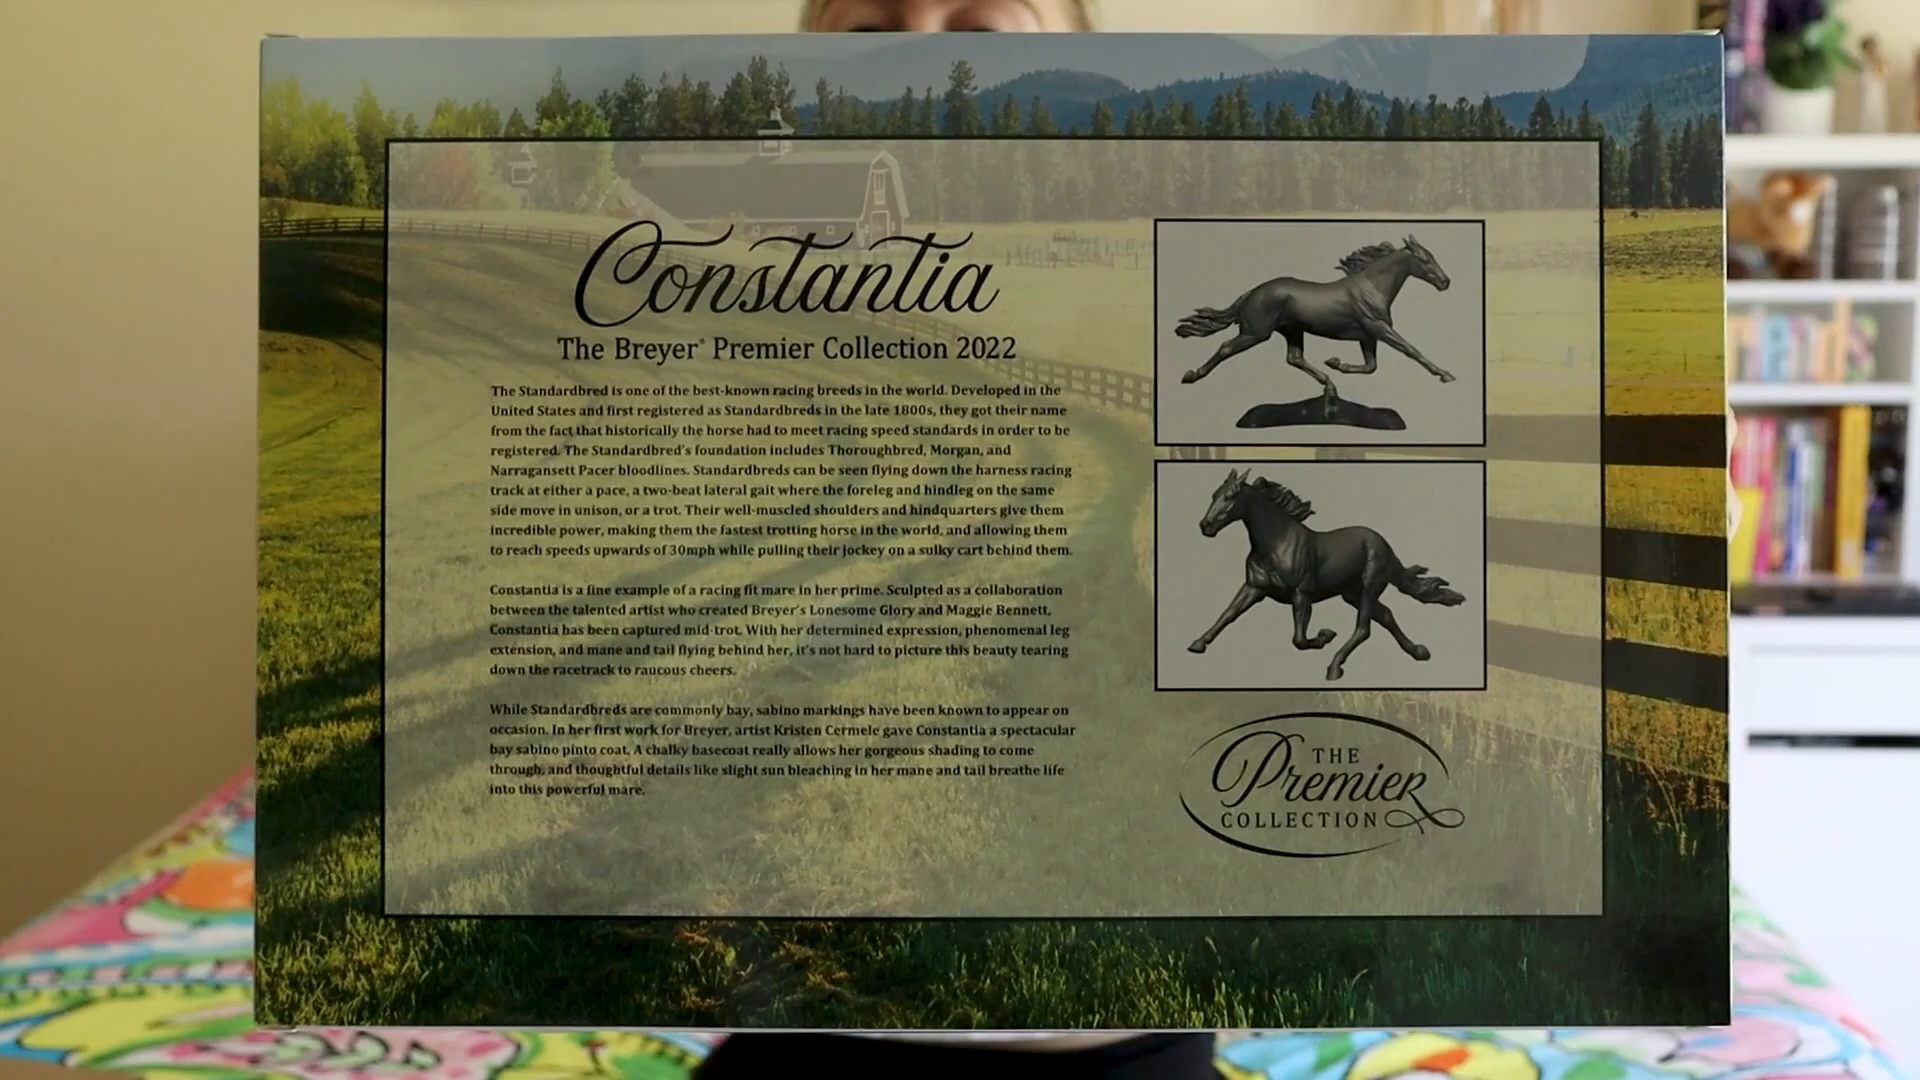 Constantia
The Breyer® Premier Collection 2022
The Standardbred is one of the best-known racing breeds in the world. Developed in the
United States and first registered as Standardbreds in the late 1800s, they got their name
from the fact that historically the horse had to meet racing speed standards in order to be
registered. The Standardbred's foundation includes Thoroughbred, Morgan, and
Narragansett Pacer bloodlines. Standardbreds can be seen flying down the harness racing
track at either a pace, a two-beat lateral gait where the foreleg and hindleg on the same
side move in unison, or a trot. Their well-muscled shoulders and hindquarters give them
incredible power, making them the fastest trotting horse in the world, and allowing them
to reach speeds upwards of 30mph while pulling their jockey on a sulky cart behind them.
Constantia is a fine example of a racing fit mare in her prime. Sculpted as a collaboration
between the talented artist who created Breyer's Lonesome Glory and Maggie Bennett,
Constantia has been captured mid-trot. With her determined expression, phenomenal leg
extension, and mane and tail flying behind her, it's not hard to picture this beauty tearing
down the racetrack to raucous cheers.
While Standardbreds are commonly bay, sabino markings have been known to appear on
occasion. In her first work for Breyer, artist Kristen Cermele gave Constantia a spectacular
bay sabino pinto coat. A chalky basecoat really allows her gorgeous shading to come
through, and thoughtful details like slight sun bleaching in her mane and tail breathe life
into this powerful mare.
THE
Premier
COLLECTION